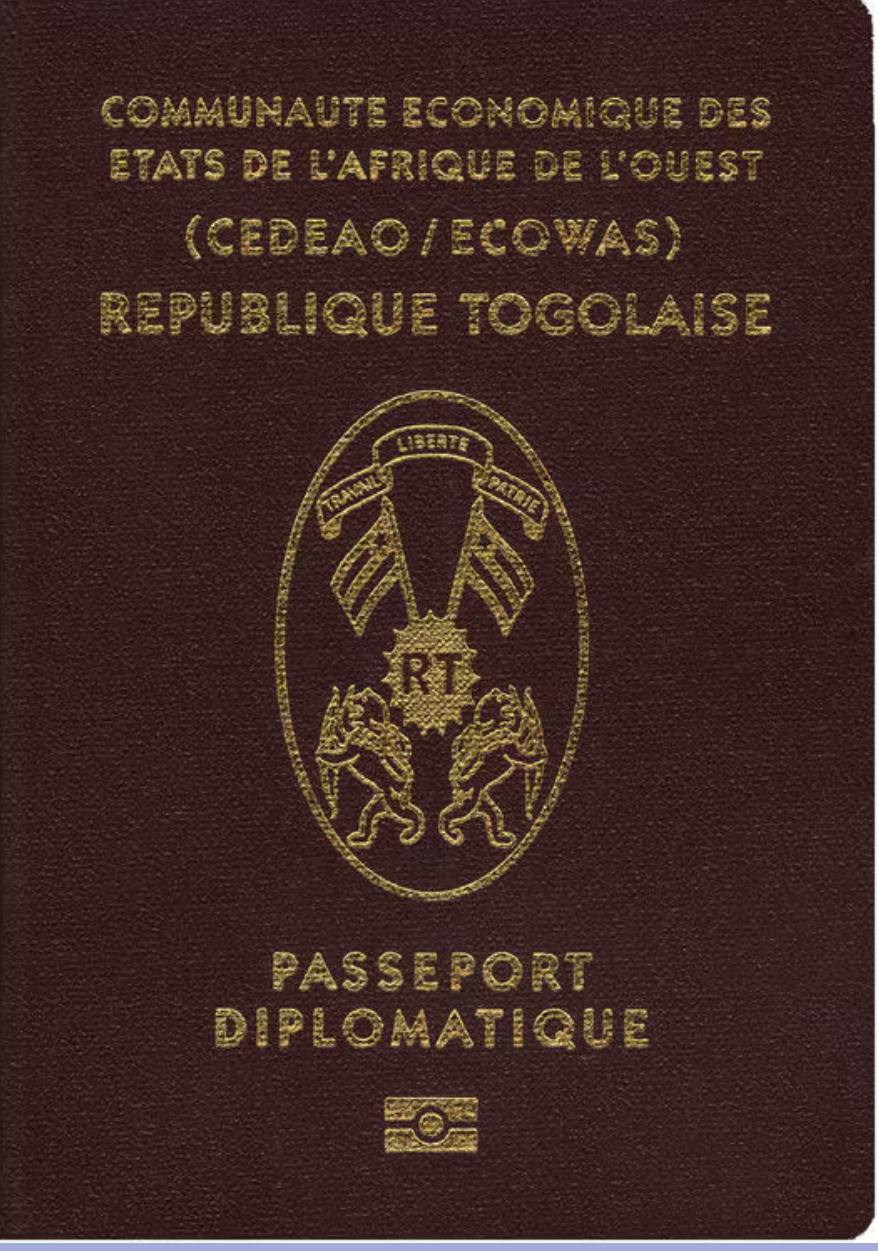 COMMUNAUTE ECONOMIQUE DES
ETATS DE L'AFRIQUE DE L'OUEST
(CEDEAO / ECOWAS)
REPUBLIQUE TOGOLAISE
LIBERTE
TRAVAIL PATRIE
RT
PASSEPORT
DIPLOMATIQUE